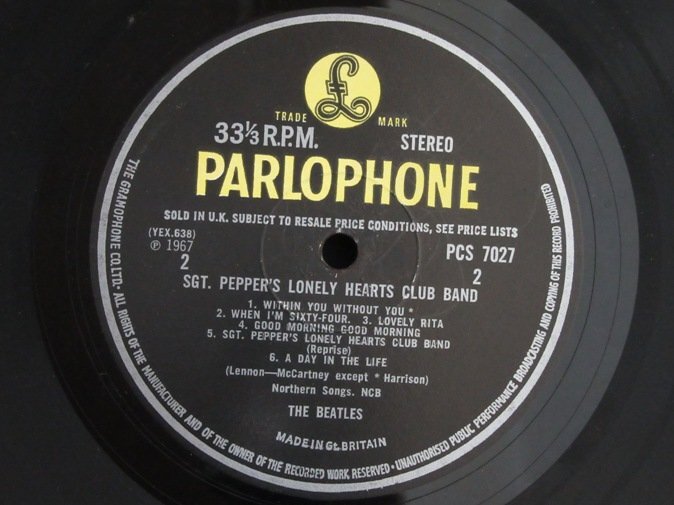 £
TRADE MARK
33⅓ R.P.M. STEREO
PARLOPHONE
SOLD IN U.K. SUBJECT TO RESALE PRICE CONDITIONS, SEE PRICE LISTS
(YEX.638) PCS 7027
℗ 1967
2 2
SGT. PEPPER'S LONELY HEARTS CLUB BAND
1. WITHIN YOU WITHOUT YOU *
2. WHEN I'M SIXTY-FOUR. 3. LOVELY RITA
4. GOOD MORNING GOOD MORNING
5. SGT. PEPPER'S LONELY HEARTS CLUB BAND
(Reprise)
6. A DAY IN THE LIFE
(Lennon—McCartney except * Harrison)
Northern Songs. NCB
THE BEATLES
MADE IN GT. BRITAIN
THE GRAMOPHONE CO. LTD. · ALL RIGHTS OF THE MANUFACTURER AND OF THE OWNER OF THE RECORDED WORK RESERVED · UNAUTHORISED PUBLIC PERFORMANCE BROADCASTING AND COPYING OF THIS RECORD PROHIBITED